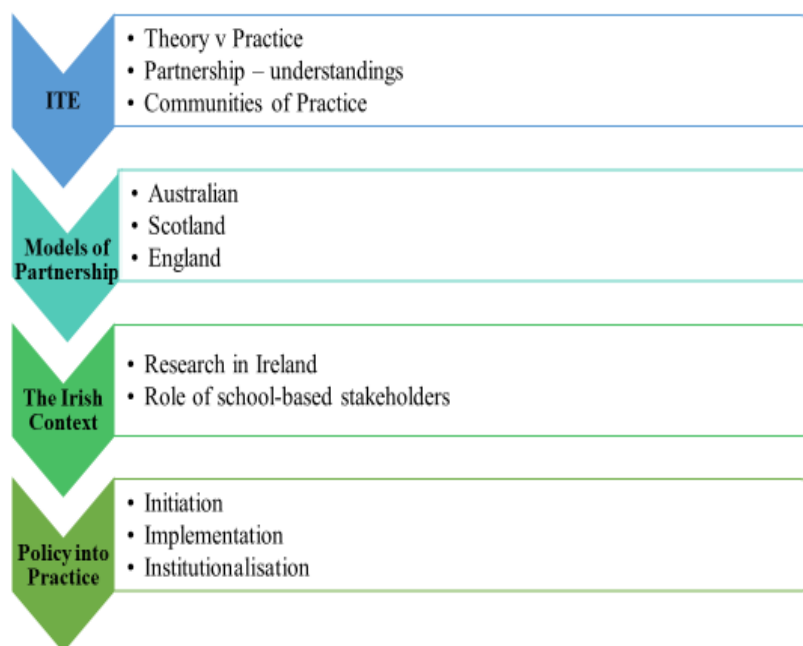 ITE
• Theory v Practice
• Partnership – understandings
• Communities of Practice
Models of
Partnership
• Australian
• Scotland
• England
The Irish
Context
• Research in Ireland
• Role of school-based stakeholders
Policy into
Practice
• Initiation
• Implementation
• Institutionalisation